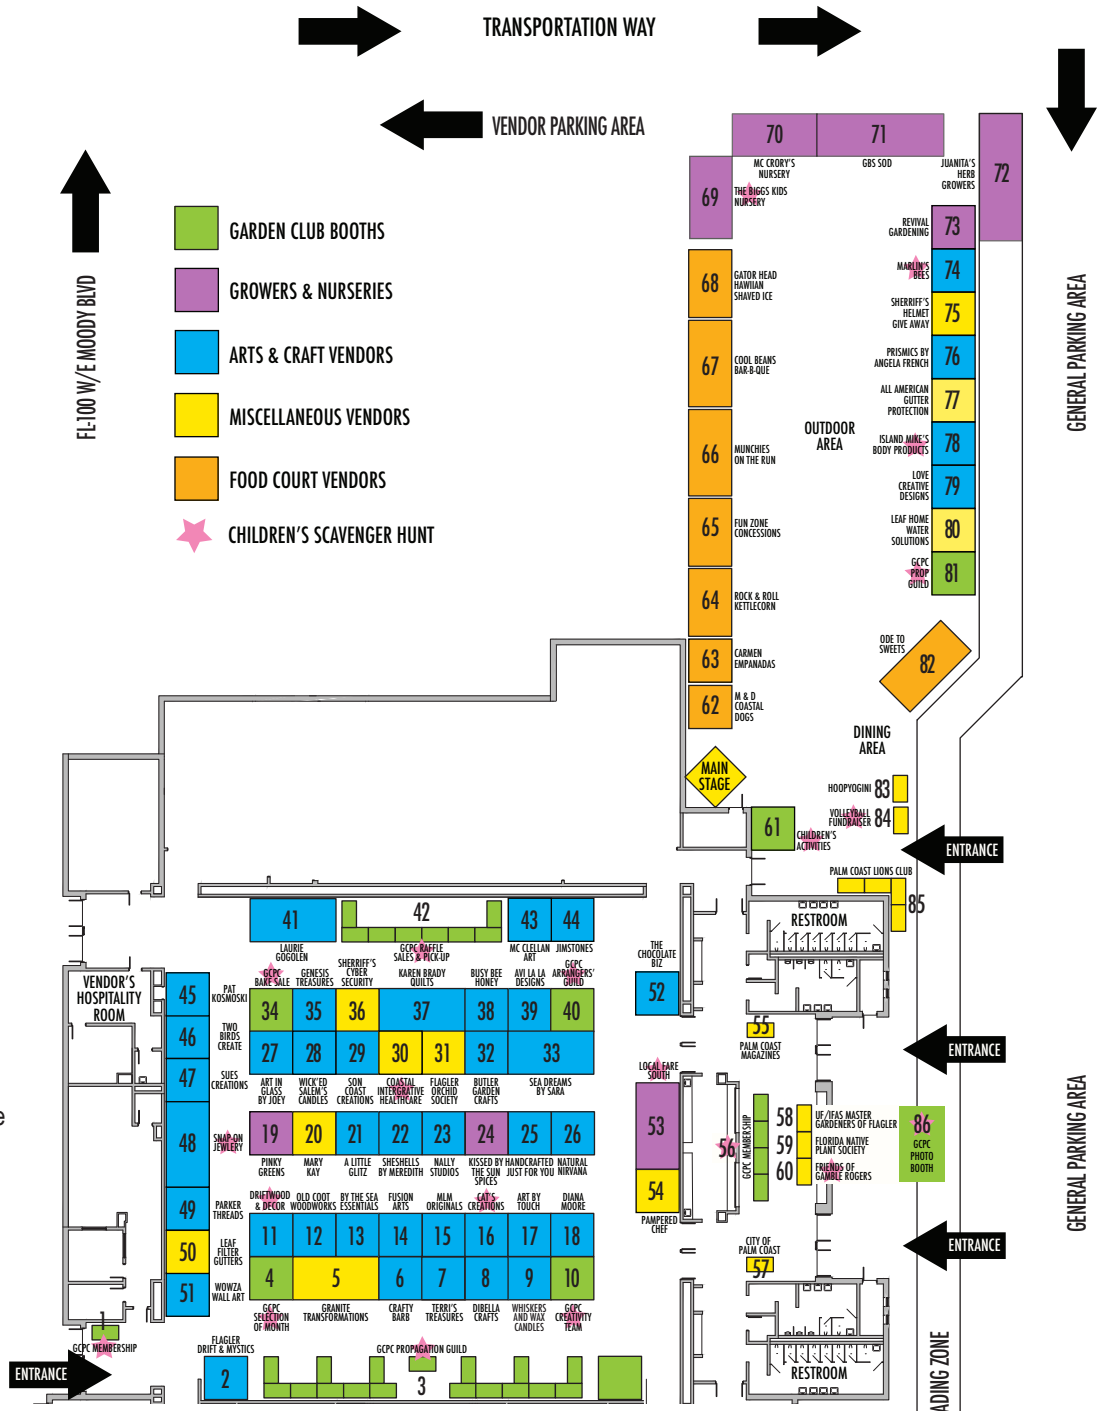 TRANSPORTATION WAY
VENDOR PARKING AREA
FL-100 W/E MOODY BLVD
GENERAL PARKING AREA
GARDEN CLUB BOOTHS
GROWERS & NURSERIES
ARTS & CRAFT VENDORS
MISCELLANEOUS VENDORS
FOOD COURT VENDORS
CHILDREN'S SCAVENGER HUNT
70
MC CRORY'S
NURSERY
71
GBS SOD
72
JUANITA'S
HERB
GROWERS
69
THE BIGGS KIDS
NURSERY
73
REVIVAL
GARDENING
74
MARLIN'S
BEES
75
SHERRIFF'S
HELMET
GIVE AWAY
76
PRISMICS BY
ANGELA FRENCH
77
ALL AMERICAN
GUTTER
PROTECTION
78
ISLAND MIKE'S
BODY PRODUCTS
79
LOVE
CREATIVE
DESIGNS
80
LEAF HOME
WATER
SOLUTIONS
81
GCPC
PROP
GUILD
82
ODE TO
SWEETS
68
GATOR HEAD
HAWIIAN
SHAVED ICE
67
COOL BEANS
BAR-B-QUE
66
MUNCHIES
ON THE RUN
65
FUN ZONE
CONCESSIONS
64
ROCK & ROLL
KETTLECORN
63
CARMEN
EMPANADAS
62
M & D
COASTAL
DOGS
OUTDOOR
AREA
DINING
AREA
MAIN
STAGE
HOOPYOGINI 83
VOLLEYBALL
FUNDRAISER 84
61
CHILDREN'S
ACTIVITIES
ENTRANCE
PALM COAST LIONS CLUB
85
RESTROOM
41
LAURIE
GOGOLEN
42
GCPC RAFFLE
SALES & PICK-UP
43
MC CLELLAN
ART
44
JIMSTONES
THE
CHOCOLATE
BIZ
52
VENDOR'S
HOSPITALITY
ROOM
45
PAT
KOSMOSKI
46
TWO
BIRDS
CREATE
47
SUES
CREATIONS
48
SNAP-ON
JEWLERY
49
PARKER
THREADS
50
LEAF
FILTER
GUTTERS
51
WOWZA
WALL ART
GCPC
BAKE SALE
GENESIS
TREASURES
SHERIFF'S
CYBER
SECURITY
KAREN BRADY
QUILTS
BUSY BEE
HONEY
AVI LA LA
DESIGNS
GCPC
ARRANGERS'
GUILD
34
35
36
37
38
39
40
27
28
29
30
31
32
33
ART IN
GLASS
BY JOEY
WICK'ED
SALEM'S
CANDLES
SON
COAST
CREATIONS
COASTAL
INTERGRATIVE
HEALTHCARE
FLAGLER
ORCHID
SOCIETY
BUTLER
GARDEN
CRAFTS
SEA DREAMS
BY SARA
19
20
21
22
23
24
25
26
PINKY
GREENS
MARY
KAY
A LITTLE
GLITZ
SHESHELLS
BY MEREDITH
NALLY
STUDIOS
KISSED BY
THE SUN
SPICES
HANDCRAFTED
JUST FOR YOU
NATURAL
NIRVANA
DRIFTWOOD
& DECOR
OLD COOT
WOODWORKS
BY THE SEA
ESSENTIALS
FUSION
ARTS
MLM
ORIGINALS
CAT'S
CREATIONS
ART BY
TOUCH
DIANA
MOORE
11
12
13
14
15
16
17
18
4
5
6
7
8
9
10
GCPC
SELECTION
OF MONTH
GRANITE
TRANSFORMATIONS
CRAFTY
BARB
TERRI'S
TREASURES
DIBELLA
CRAFTS
WHISKERS
AND WAX
CANDLES
GCPC
CREATIVITY
TEAM
55
PALM COAST
MAGAZINES
ENTRANCE
LOCAL FARE
SOUTH
53
54
PAMPERED
CHEF
56
GCPC MEMBERSHIP
58
UF/IFAS MASTER
GARDENERS OF FLAGLER
59
FLORIDA NATIVE
PLANT SOCIETY
60
FRIENDS OF
GAMBLE ROGERS
86
GCPC
PHOTO
BOOTH
GENERAL PARKING AREA
CITY OF
PALM COAST
57
ENTRANCE
RESTROOM
ADING ZONE
1
GCPC MEMBERSHIP
ENTRANCE
FLAGLER
DRIFT & MYSTICS
2
GCPC PROPAGATION GUILD
3
e